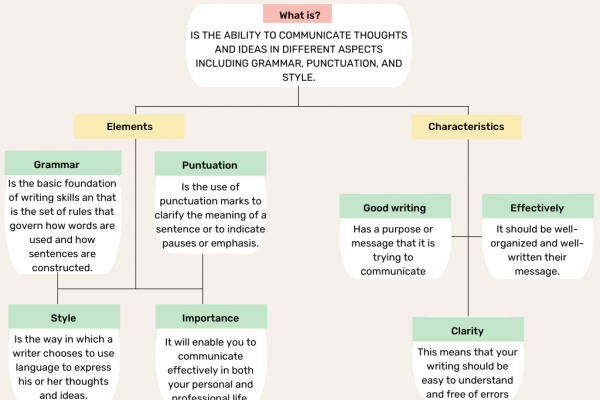 What is?
IS THE ABILITY TO COMMUNICATE THOUGHTS
AND IDEAS IN DIFFERENT ASPECTS
INCLUDING GRAMMAR, PUNCTUATION, AND
STYLE.
Elements
Characteristics
Grammar
Is the basic foundation
of writing skills an that
is the set of rules that
govern how words are
used and how
sentences are
constructed.
Puntuation
Is the use of
punctuation marks to
clarify the meaning of a
sentence or to indicate
pauses or emphasis.
Good writing
Has a purpose or
message that it is
trying to
communicate
Effectively
It should be well-
organized and well-
written their
message.
Style
Is the way in which a
writer chooses to use
language to express
his or her thoughts
and ideas.
Importance
It will enable you to
communicate
effectively in both
your personal and
professional life
Clarity
This means that your
writing should be
easy to understand
and free of errors